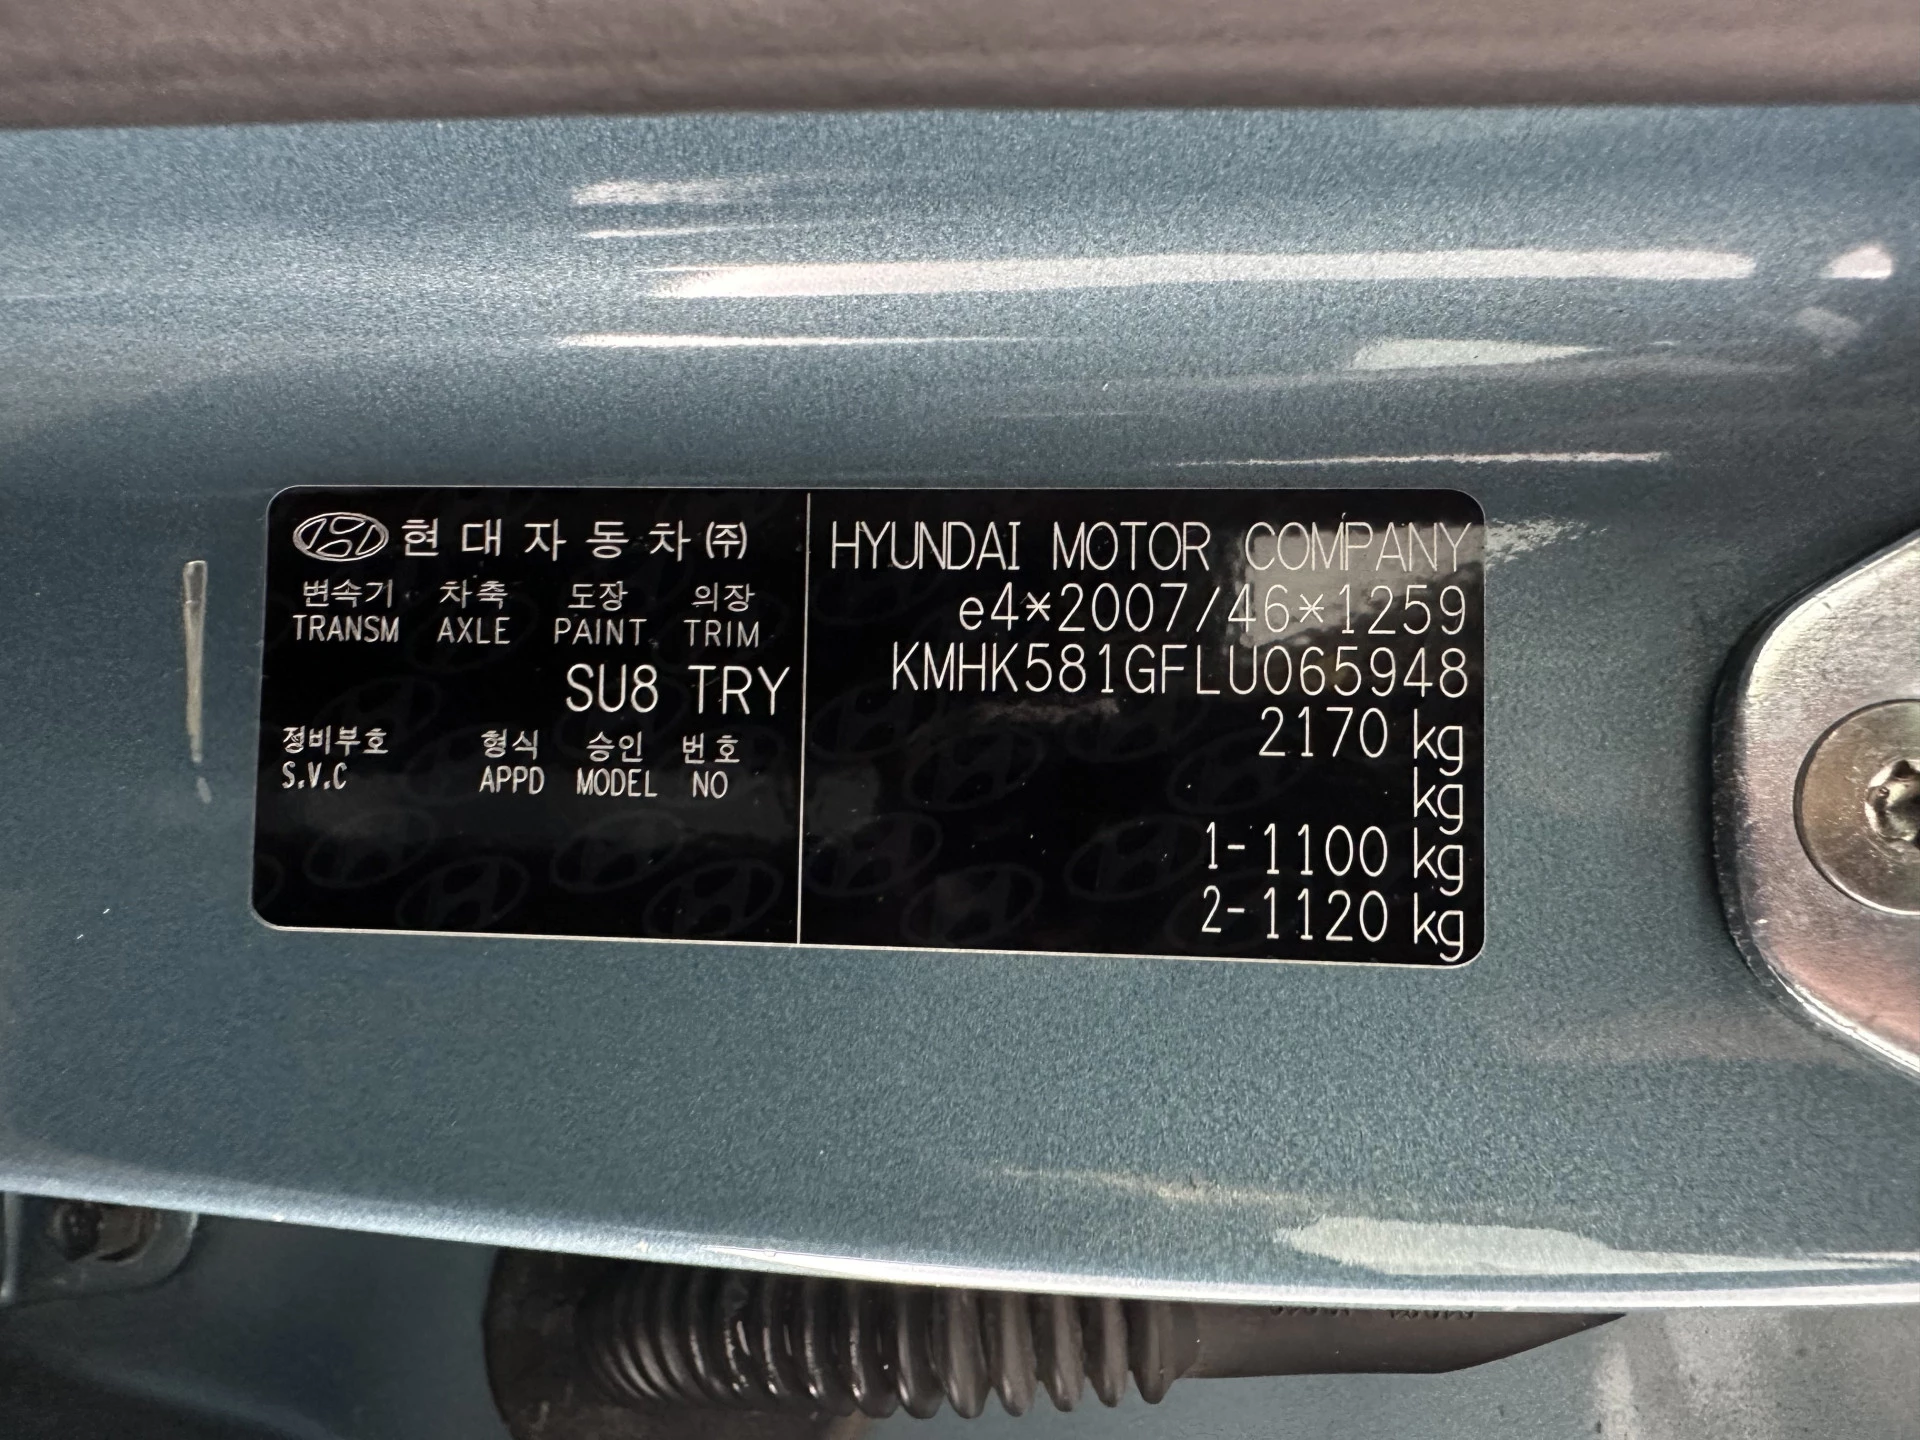 현대자동차(주)
변속기 차축 도장 의장
TRANSM AXLE PAINT TRIM
SU8 TRY
정비부호 형식 승인 번호
S.V.C APPD MODEL NO
HYUNDAI MOTOR COMPANY
e4*2007/46*1259
KMHK581GFLU065948
2170 kg
kg
1-1100 kg
2-1120 kg